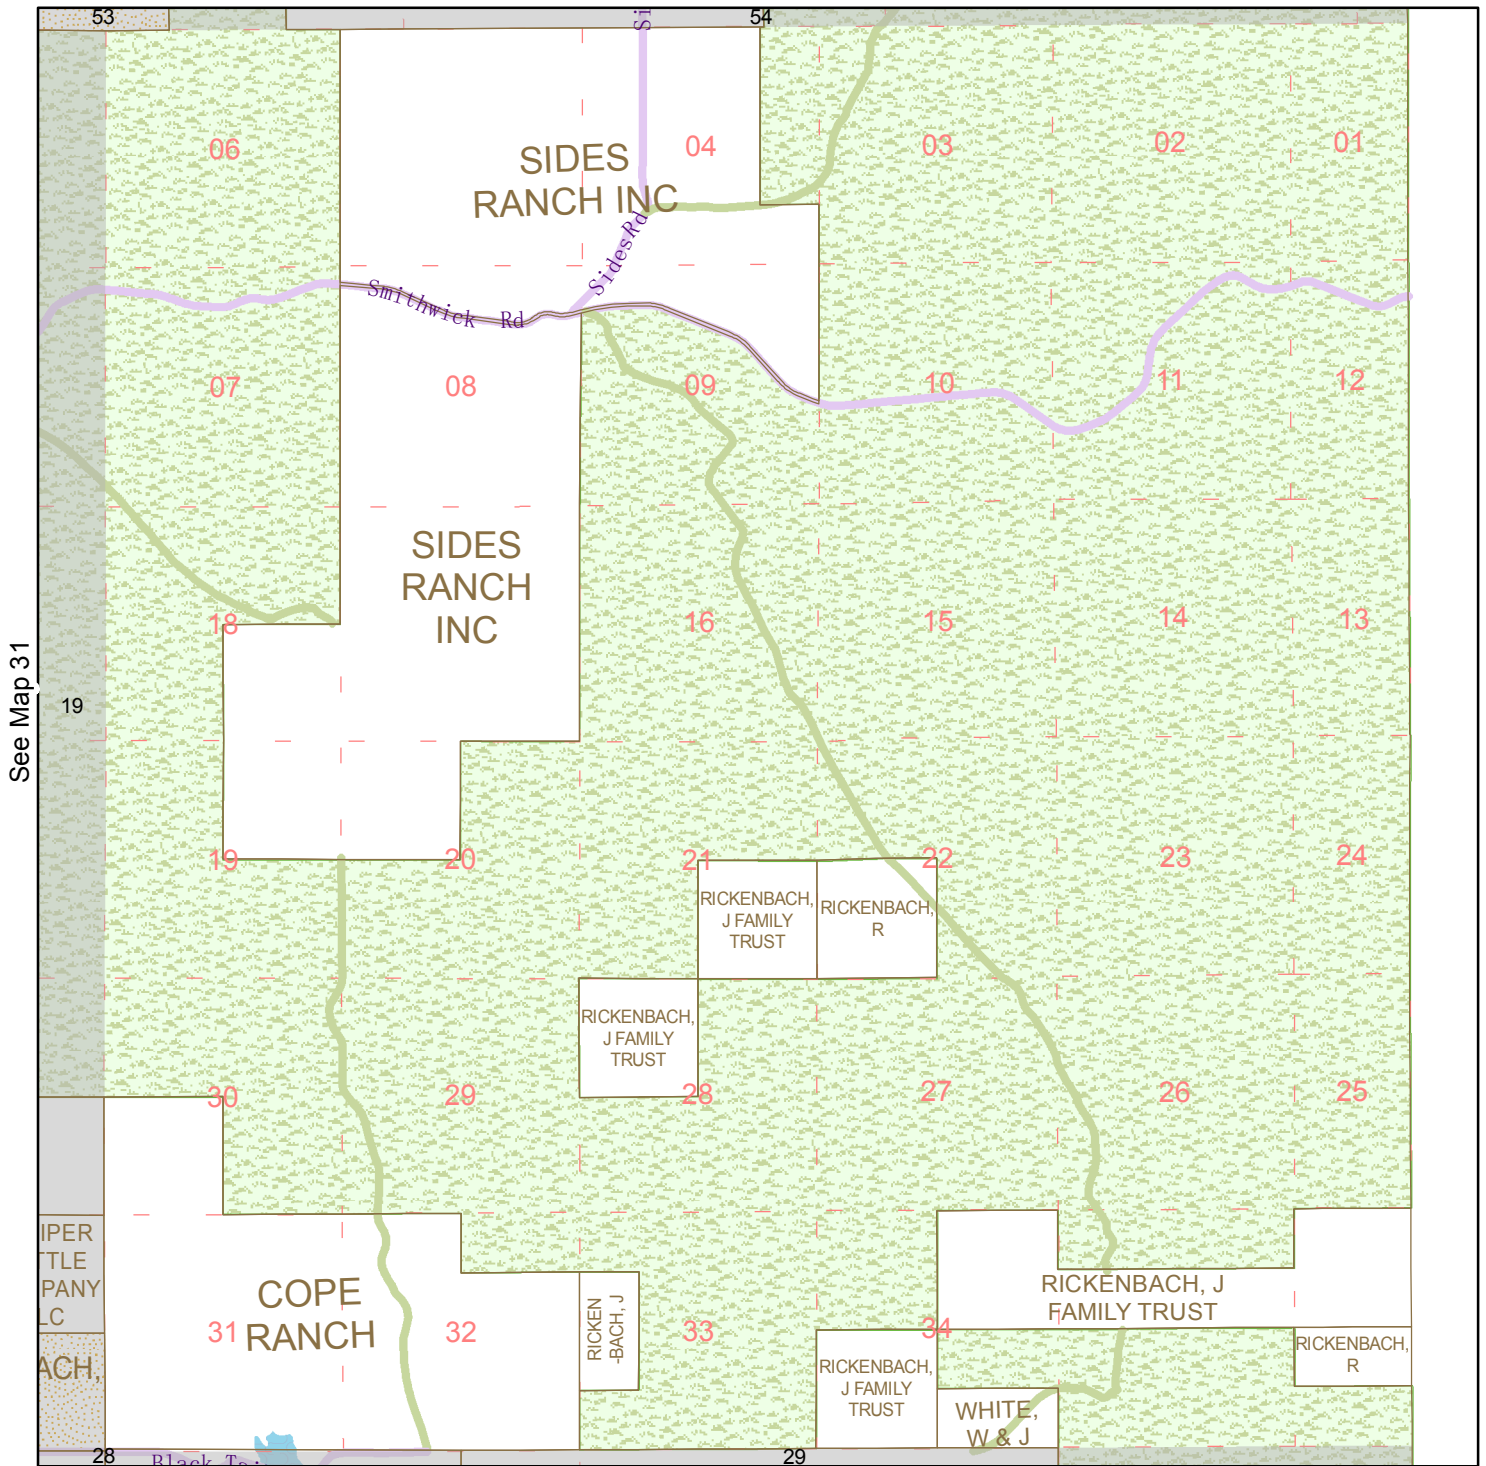 53
54
Si
06
SIDES
RANCH INC
04
03
02
01
Sides Rd
Smithwick Rd
07
08
09
10
11
12
SIDES
RANCH
INC
18
16
15
14
13
See Map 31
19
19
20
21
22
23
24
RICKENBACH,
J FAMILY
TRUST
RICKENBACH,
R
RICKENBACH,
J FAMILY
TRUST
30
29
28
27
26
25
IPER
TTLE
PANY
LC
COPE
RANCH
31
32
RICKEN
-BACH, J
33
34
RICKENBACH, J
FAMILY TRUST
RICKENBACH,
R
ACH,
RICKENBACH,
J FAMILY
TRUST
WHITE,
W & J
28
Black Tai
29